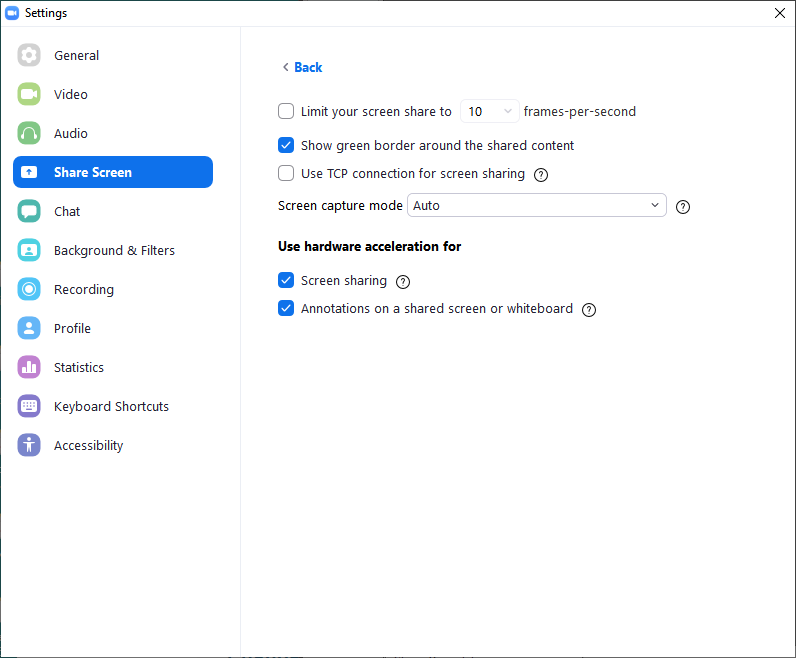 Settings
General
Video
Audio
Share Screen
Chat
Background & Filters
Recording
Profile
Statistics
Keyboard Shortcuts
Accessibility
Back
Limit your screen share to 10 frames-per-second
Show green border around the shared content
Use TCP connection for screen sharing ?
Screen capture mode Auto ?
Use hardware acceleration for
Screen sharing ?
Annotations on a shared screen or whiteboard ?